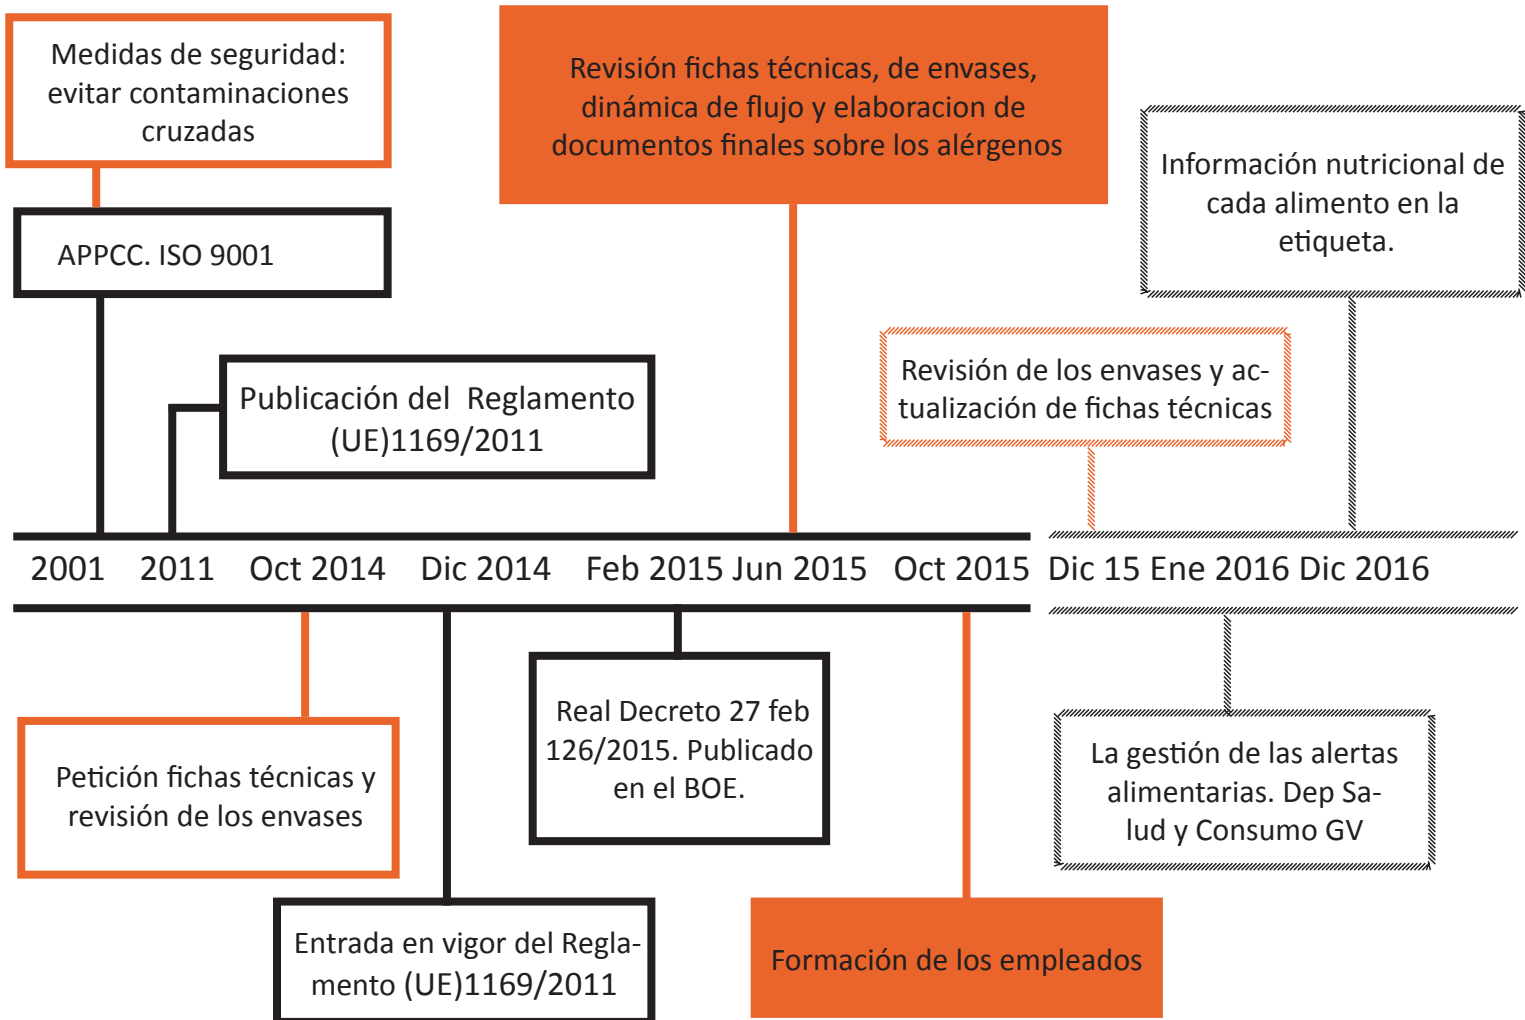 Medidas de seguridad:
evitar contaminaciones
cruzadas
APPCC. ISO 9001
Publicación del Reglamento
(UE)1169/2011
Revisión fichas técnicas, de envases,
dinámica de flujo y elaboracion de
documentos finales sobre los alérgenos
Revisión de los envases y ac-
tualización de fichas técnicas
Información nutricional de
cada alimento en la
etiqueta.
2001 2011 Oct 2014 Dic 2014 Feb 2015 Jun 2015 Oct 2015 Dic 15 Ene 2016 Dic 2016
Petición fichas técnicas y
revisión de los envases
Entrada en vigor del Regla-
mento (UE)1169/2011
Real Decreto 27 feb
126/2015. Publicado
en el BOE.
Formación de los empleados
La gestión de las alertas
alimentarias. Dep Sa-
lud y Consumo GV